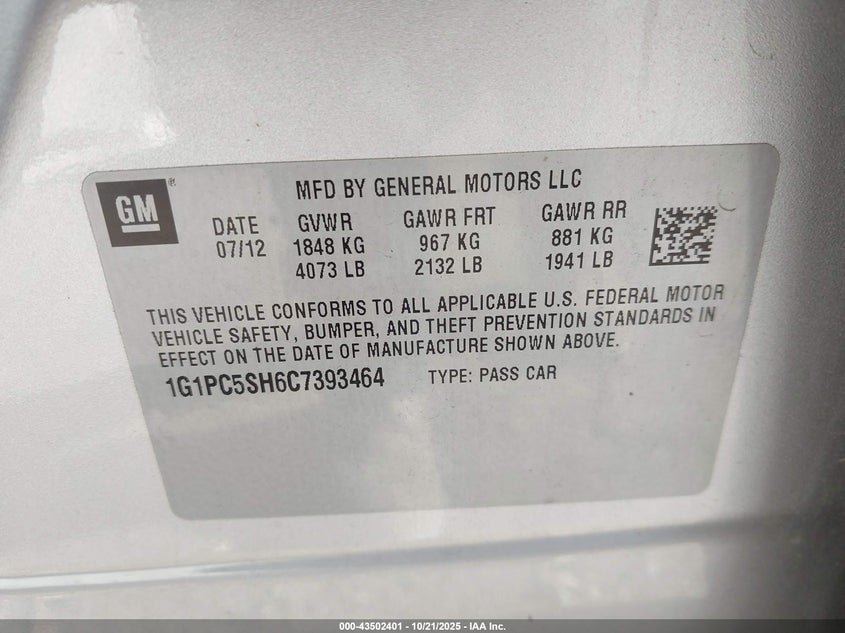 GM®
MFD BY GENERAL MOTORS LLC
DATE GVWR GAWR FRT GAWR RR
07/12 1848 KG 967 KG 881 KG
4073 LB 2132 LB 1941 LB
THIS VEHICLE CONFORMS TO ALL APPLICABLE U.S. FEDERAL MOTOR
VEHICLE SAFETY, BUMPER, AND THEFT PREVENTION STANDARDS IN
EFFECT ON THE DATE OF MANUFACTURE SHOWN ABOVE.
1G1PC5SH6C7393464 TYPE: PASS CAR
000-43502401 - 10/21/2025 - IAA Inc.